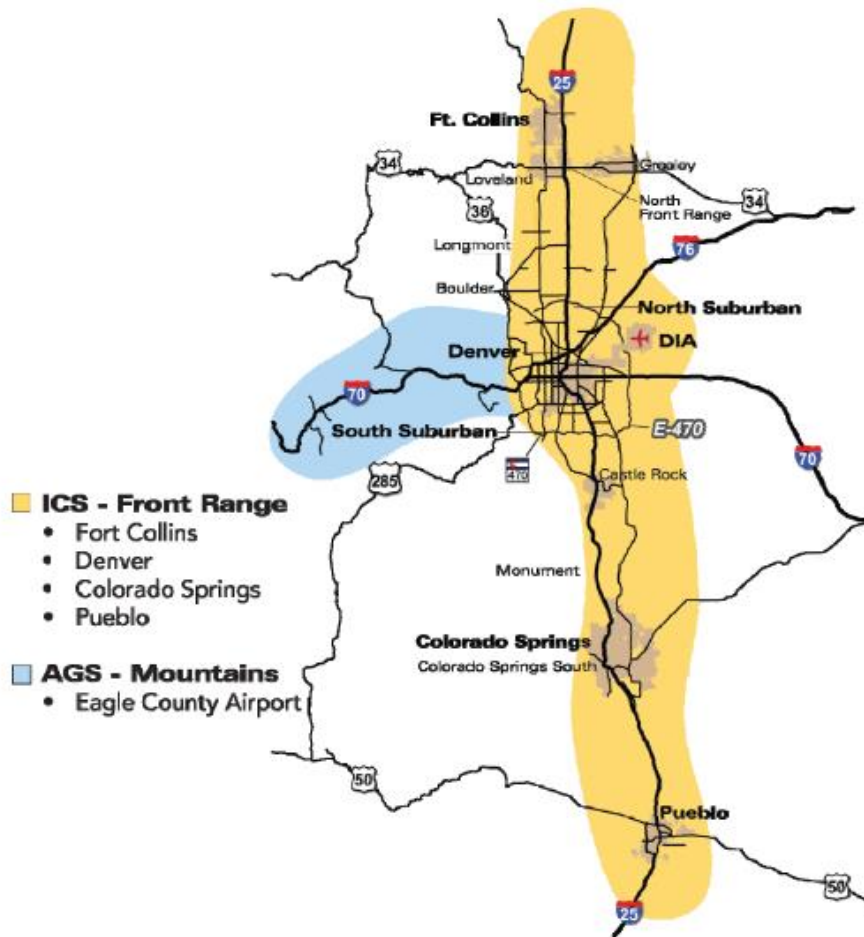 25
Ft. Collins
34
Loveland
Greeley
36
North
Front Range
34
Longmont
76
Boulder
North Suburban
Denver
DIA
70
South Suburban
E-470
470
285
Castle Rock
70
ICS - Front Range
• Fort Collins
• Denver
• Colorado Springs
• Pueblo
Monument
Colorado Springs
Colorado Springs South
AGS - Mountains
• Eagle County Airport
50
Pueblo
50
25